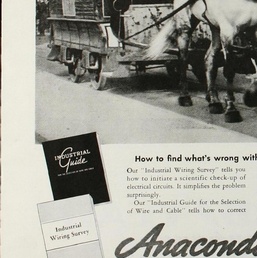 INDUSTRIAL
Guide
How to find what's wrong with
Our "Industrial Wiring Survey" tells you
how to initiate a scientific check-up of
electrical circuits. It simplifies the problem
surprisingly.
Our "Industrial Guide for the Selection
of Wire and Cable" tells how to correct
Industrial
Wiring Survey
Anacond